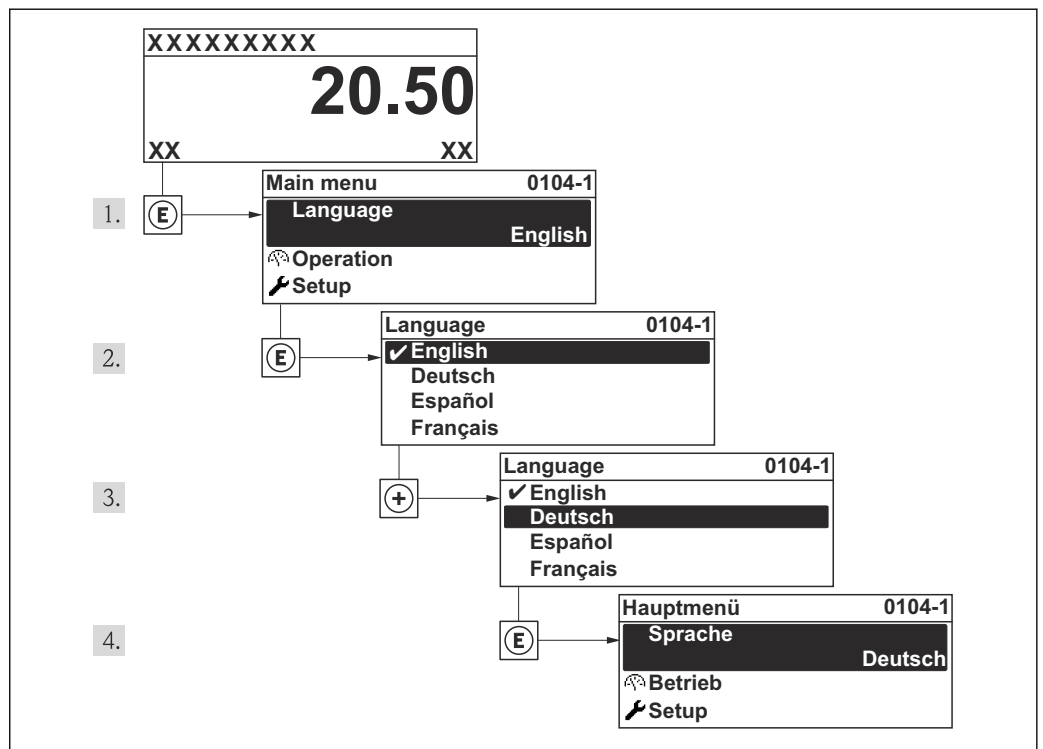 XXXXXXXXX
20.50
XX XX
1. E
Main menu 0104-1
Language
English
Operation
Setup
2. E
Language 0104-1
✔English
Deutsch
Español
Français
3. +
Language 0104-1
✔English
Deutsch
Español
Français
4. E
Hauptmenü 0104-1
Sprache
Deutsch
Betrieb
Setup